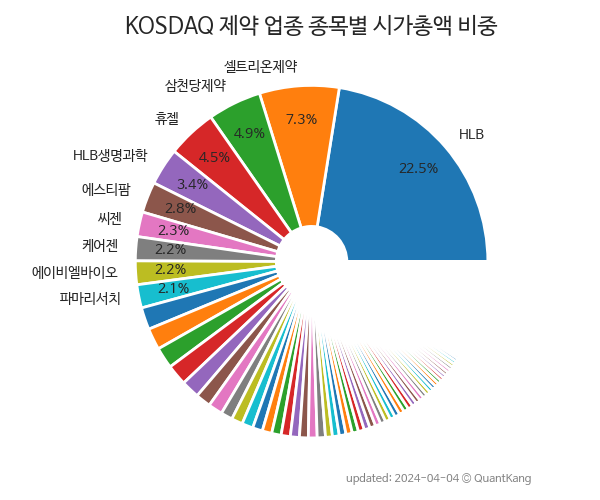 KOSDAQ 제약 업종 종목별 시가총액 비중
셀트리온제약
삼천당제약
휴젤
HLB
HLB생명과학
에스티팜
씨젠
케어젠
에이비엘바이오
파마리서치
7.3%
4.9%
4.5%
22.5%
3.4%
2.8%
2.3%
2.2%
2.2%
2.1%
updated: 2024-04-04 © QuantKang